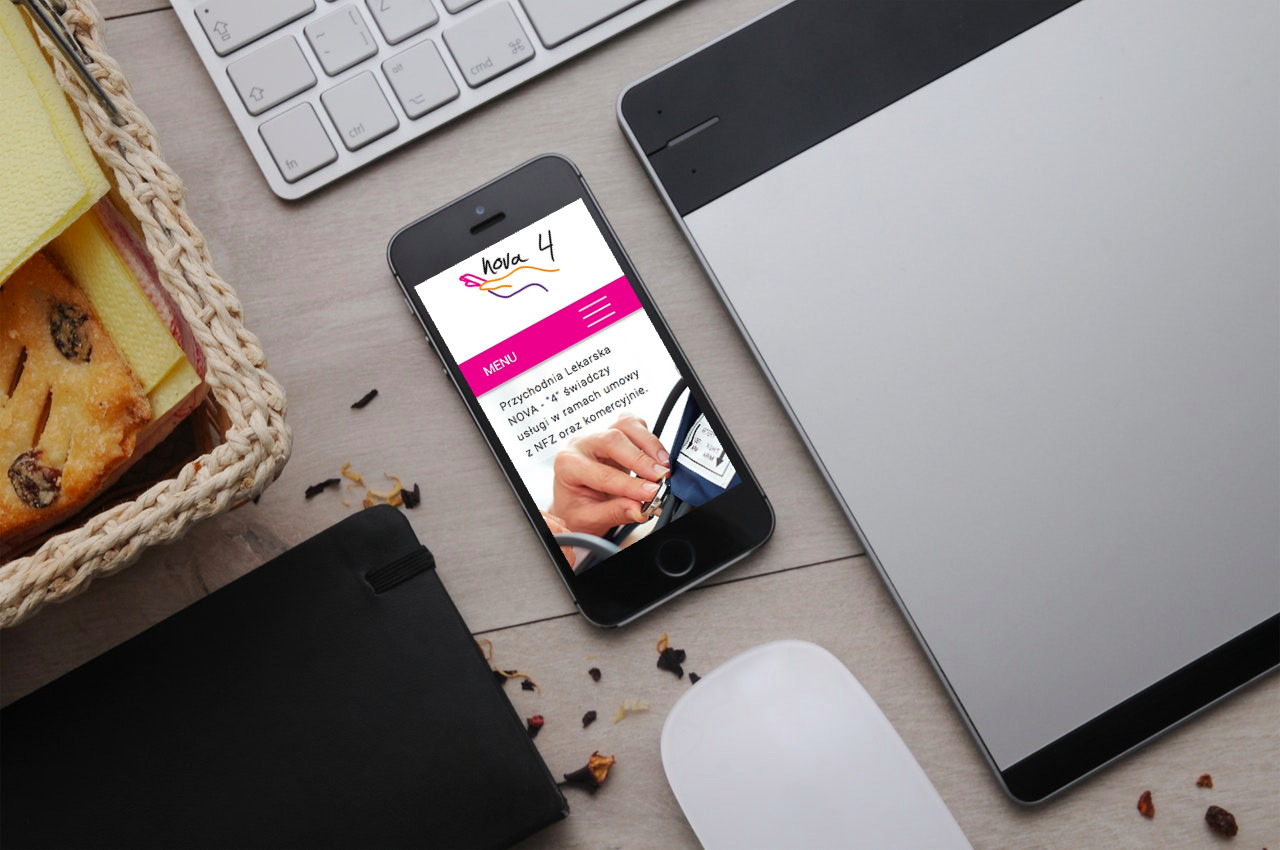 alt
cmd
ctrl
fn
nova 4
MENU
Przychodnia Lekarska
NOVA - "4" świadczy
usługi w ramach umowy
z NFZ oraz komercyjnie.